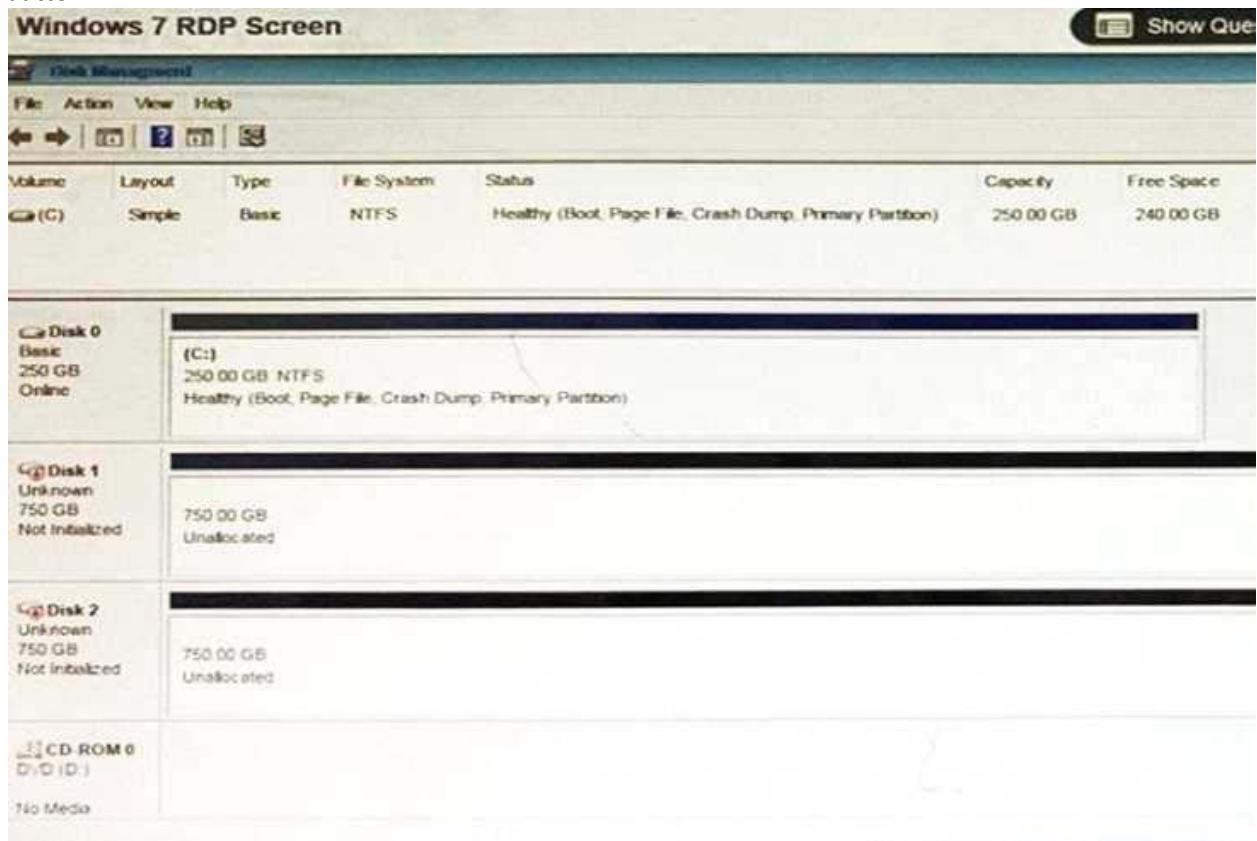 Windows 7 RDP Screen
Show Que
Disk Managment
File Action View Help
Volume Layout Type File System Status Capacity Free Space
(C) Simple Basic NTFS Healthy (Boot, Page File, Crash Dump, Primary Partition) 250.00 GB 240.00 GB
Disk 0
Basic
250 GB
Online
(C:)
250.00 GB NTFS
Healthy (Boot, Page File, Crash Dump, Primary Partition)
Disk 1
Unknown
750 GB
Not Initialized
750.00 GB
Unallocated
Disk 2
Unknown
750 GB
Not Initialized
750.00 GB
Unallocated
CD-ROM 0
DVD (D:)
No Media